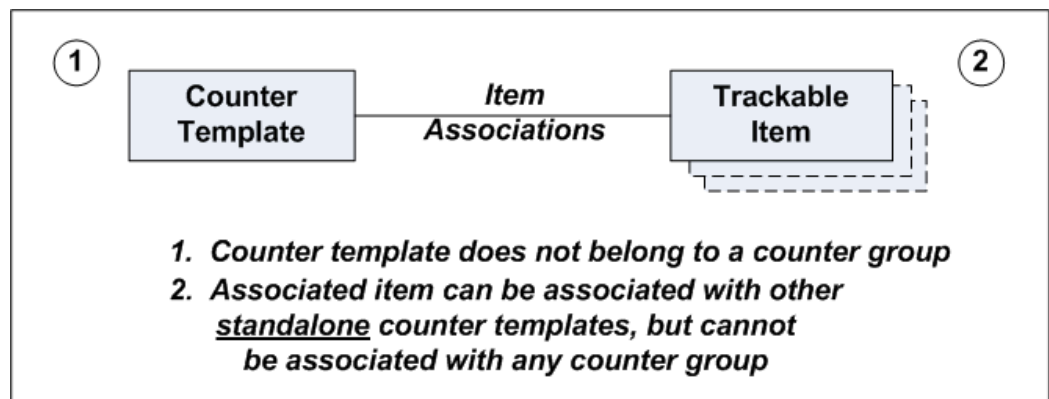 1
2
Counter
Template
Item
Associations
Trackable
Item
1. Counter template does not belong to a counter group
2. Associated item can be associated with other
standalone counter templates, but cannot
be associated with any counter group